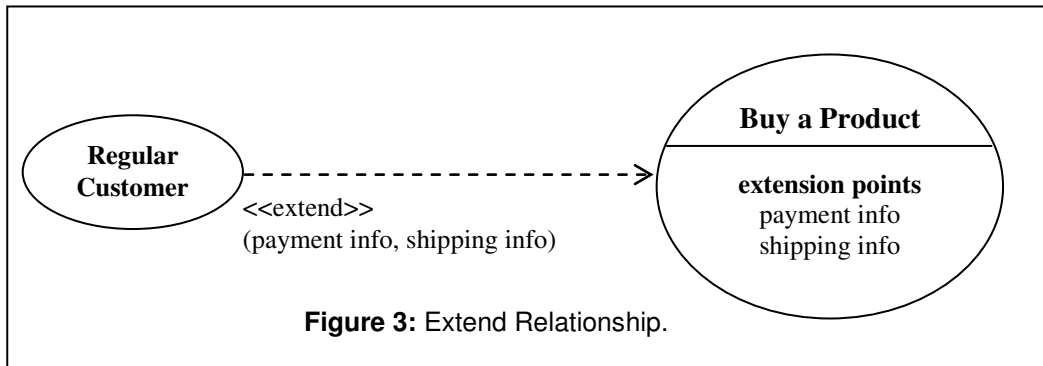 Regular
Customer
<<extend>>
(payment info, shipping info)
Buy a Product
extension points
payment info
shipping info
Figure 3: Extend Relationship.